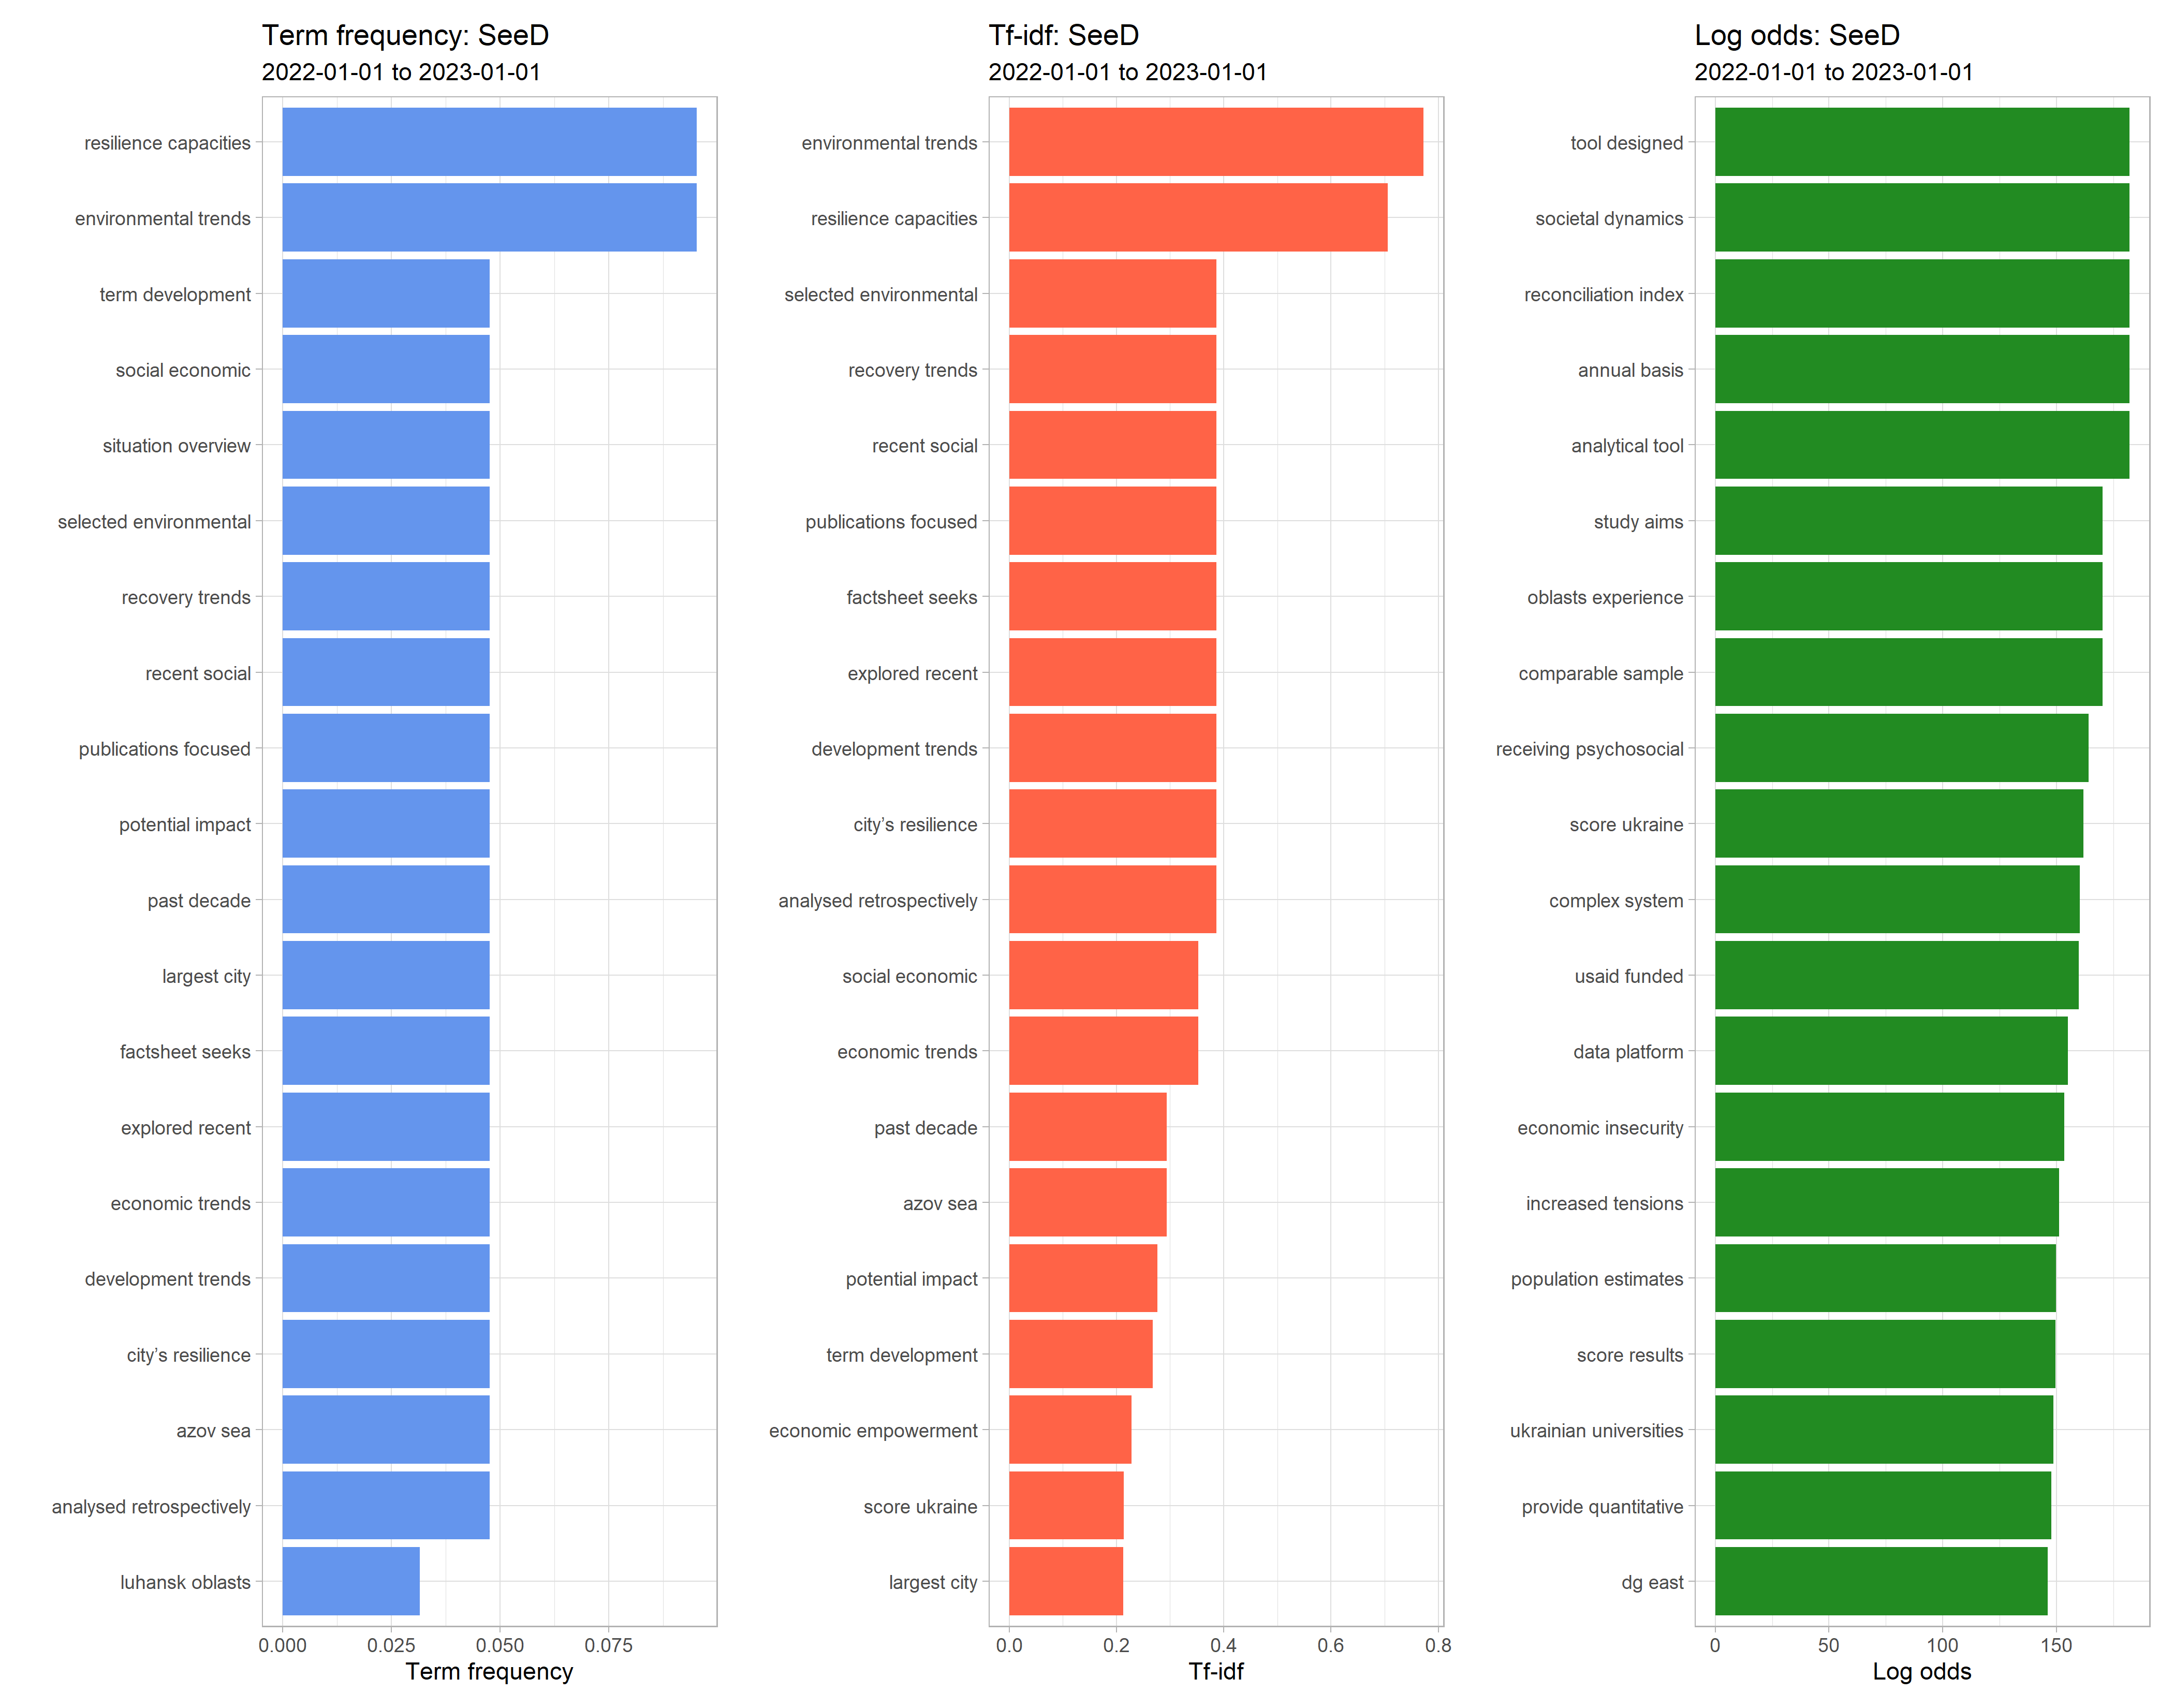 Term frequency: SeeD
2022-01-01 to 2023-01-01
resilience capacities
environmental trends
term development
social economic
situation overview
selected environmental
recovery trends
recent social
publications focused
potential impact
past decade
largest city
factsheet seeks
explored recent
economic trends
development trends
city’s resilience
azov sea
analysed retrospectively
luhansk oblasts
0.000 0.025 0.050 0.075
Term frequency
Tf-idf: SeeD
2022-01-01 to 2023-01-01
environmental trends
resilience capacities
selected environmental
recovery trends
recent social
publications focused
factsheet seeks
explored recent
development trends
city’s resilience
analysed retrospectively
social economic
economic trends
past decade
azov sea
potential impact
term development
economic empowerment
score ukraine
largest city
0.0 0.2 0.4 0.6 0.8
Tf-idf
Log odds: SeeD
2022-01-01 to 2023-01-01
tool designed
societal dynamics
reconciliation index
annual basis
analytical tool
study aims
oblasts experience
comparable sample
receiving psychosocial
score ukraine
complex system
usaid funded
data platform
economic insecurity
increased tensions
population estimates
score results
ukrainian universities
provide quantitative
dg east
0 50 100 150
Log odds